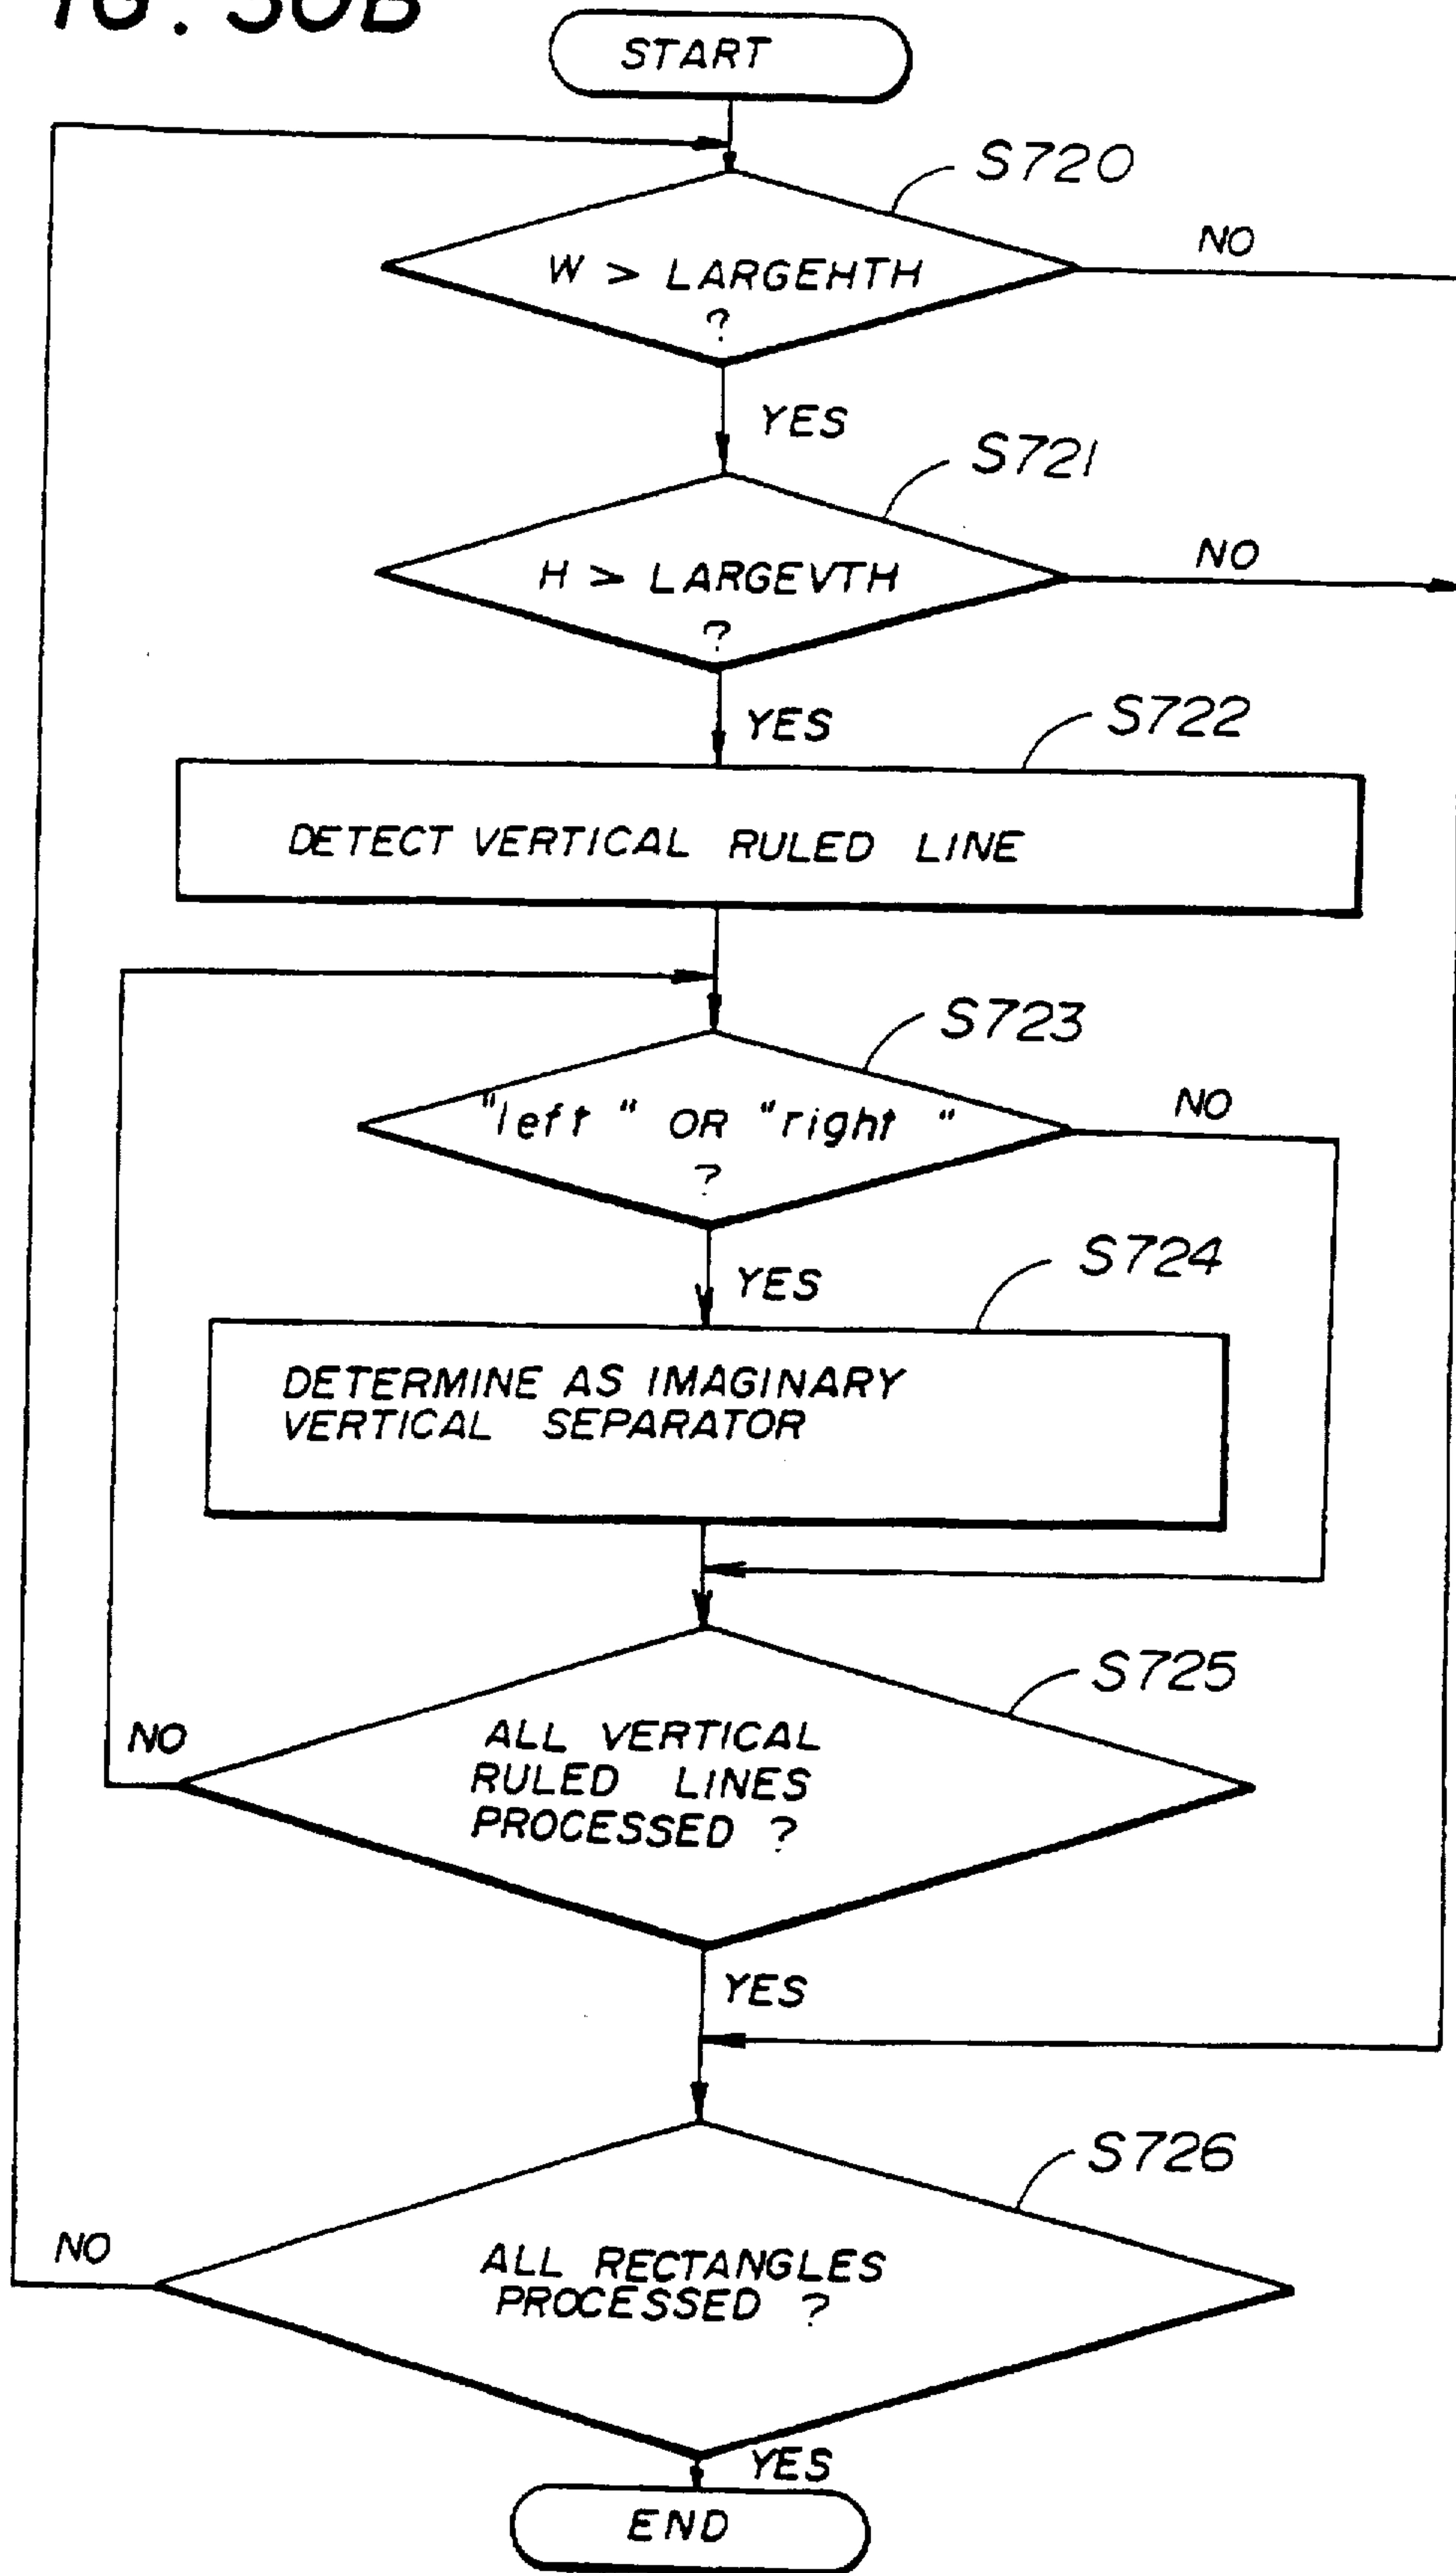 IG. 30B
START
S720
W > LARGEHTH
?
NO
YES
S721
H > LARGEVTH
?
NO
YES
S722
DETECT VERTICAL RULED LINE
S723
"left" OR "right"
?
NO
YES
S724
DETERMINE AS IMAGINARY
VERTICAL SEPARATOR
S725
ALL VERTICAL
RULED LINES
PROCESSED ?
NO
YES
S726
ALL RECTANGLES
PROCESSED ?
NO
YES
END